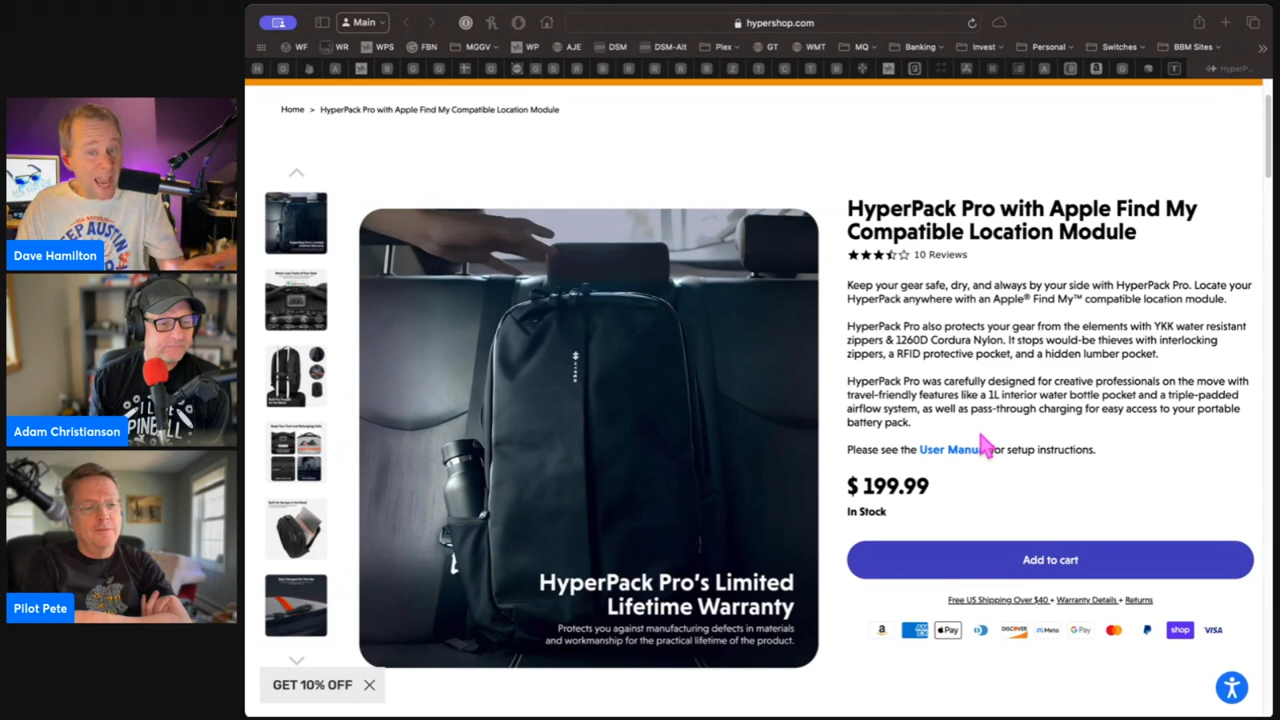 Main
hypershop.com
WF
WR
WPS
FBN
MGGV
WP
AJE
DSM
DSM-Alt
Plex
GT
WMT
MQ
Banking
Invest
Personal
Switches
BBM Sites
HyperP...
Home > HyperPack Pro with Apple Find My Compatible Location Module
HyperPack Pro with Apple Find My
Compatible Location Module
10 Reviews
Keep your gear safe, dry, and always by your side with HyperPack Pro. Locate your
HyperPack anywhere with an Apple® Find My™ compatible location module.
HyperPack Pro also protects your gear from the elements with YKK water resistant
zippers & 1260D Cordura Nylon. It stops would-be thieves with interlocking
zippers, a RFID protective pocket, and a hidden lumber pocket.
HyperPack Pro was carefully designed for creative professionals on the move with
travel-friendly features like a 1L interior water bottle pocket and a triple-padded
airflow system, as well as pass-through charging for easy access to your portable
battery pack.
Please see the User Manual for setup instructions.
$ 199.99
In Stock
Add to cart
Free US Shipping Over $40 + Warranty Details + Returns
Pay
DISCOVER
Meta
G Pay
shop
VISA
HYPER
HyperPack Pro's Limited
Lifetime Warranty
Protects you against manufacturing defects in materials
and workmanship for the practical lifetime of the product.
GET 10% OFF
Dave Hamilton
Adam Christianson
PINBALL
Pilot Pete